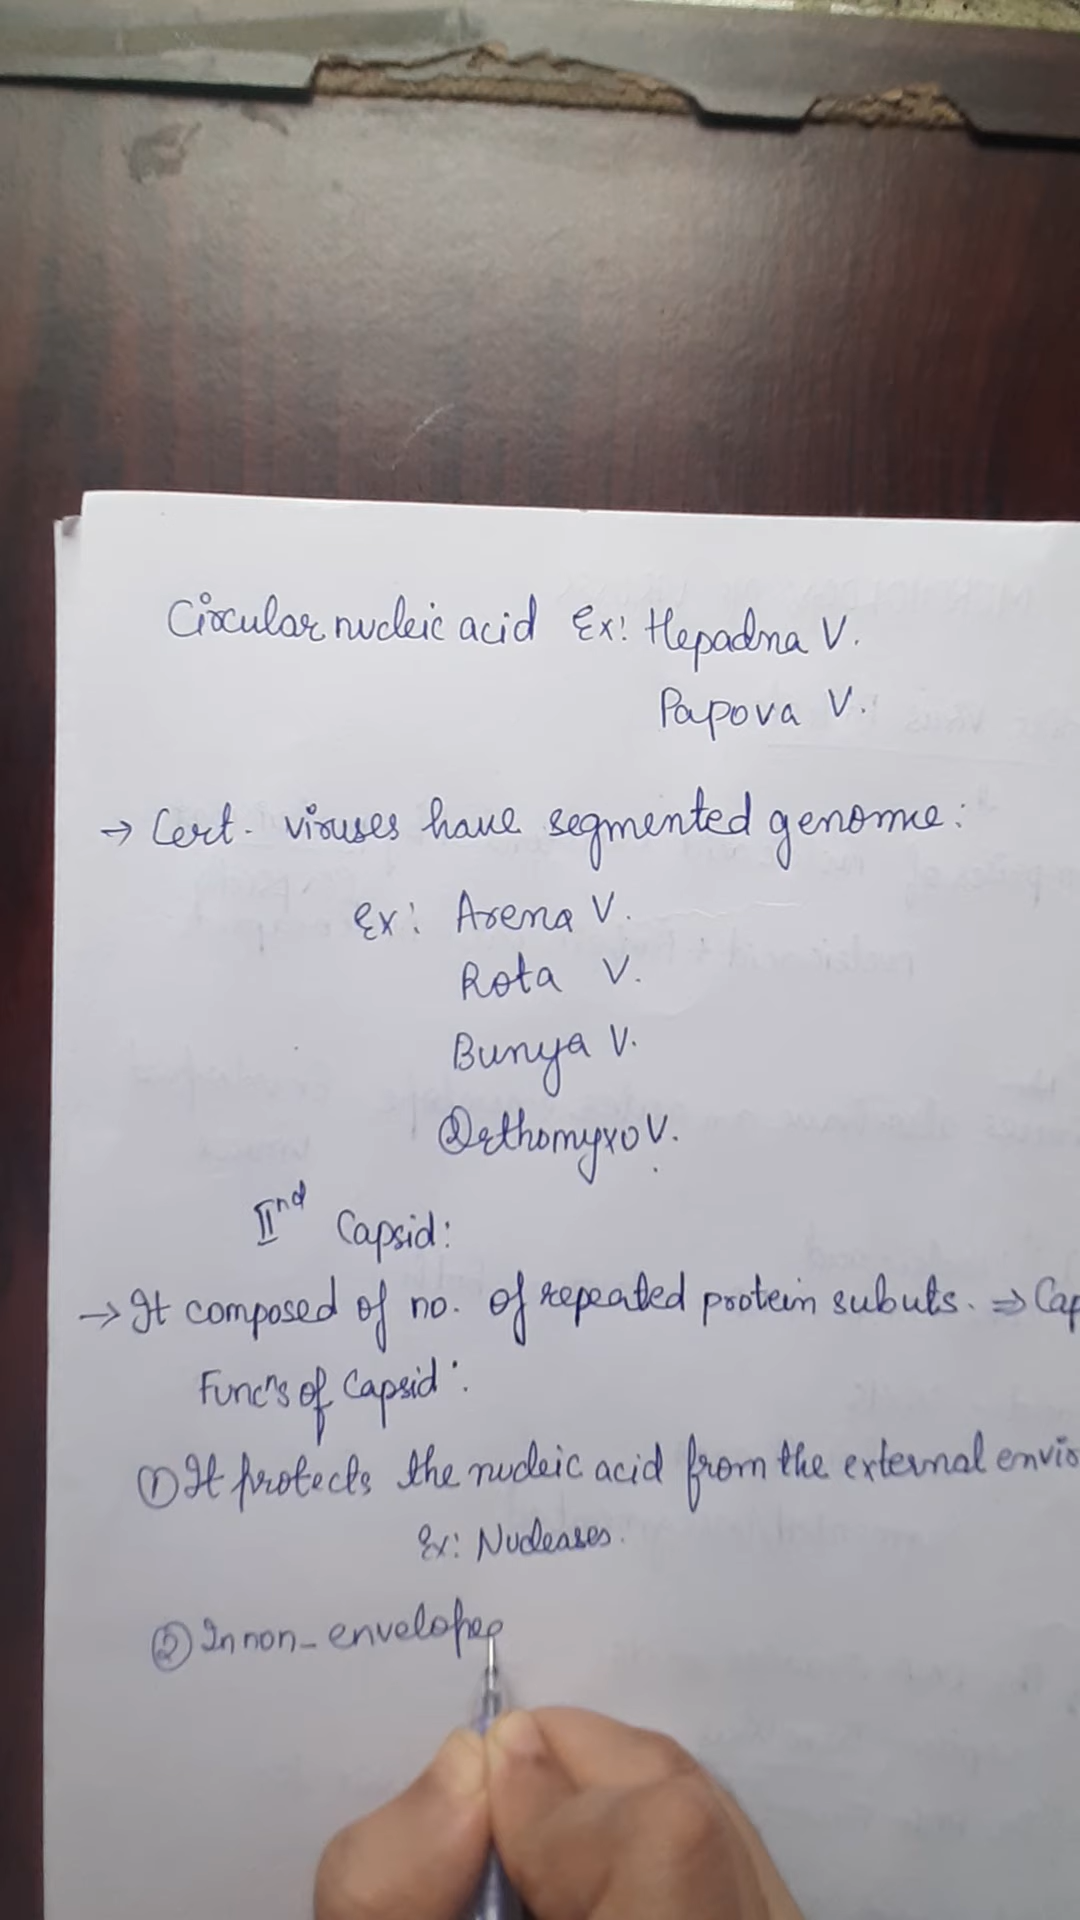 Circular nucleic acid Ex: Hepadna V.
Papova V.
→ Cert. viruses have segmented genome:
Ex: Arena V.
Rota V.
Bunya V.
Orthomyxo V.
IInd Capsid:
→ It composed of no. of repeated protein subuts. ⇒ Cap
Func's of Capsid:
① It protects the nucleic acid from the external enviro
Ex: Nucleases.
② In non-envelope